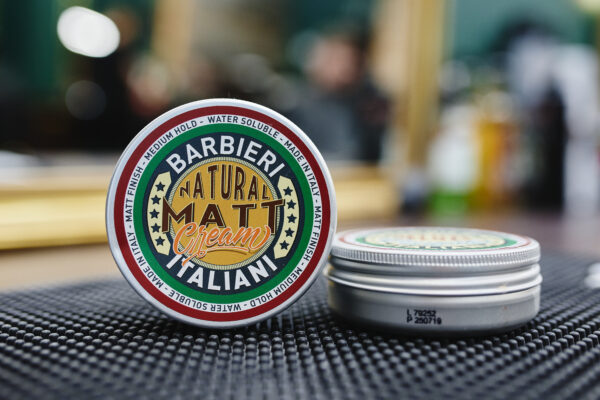 MATT FINISH - MEDIUM HOLD - WATER SOLUBLE - MADE IN ITALY - MATT FINISH - MEDIUM HOLD - WATER SOLUBLE - MADE IN ITALY -
BARBIERI
NATURAL
MATT
Cream
ITALIANI
L 79252
P 250719